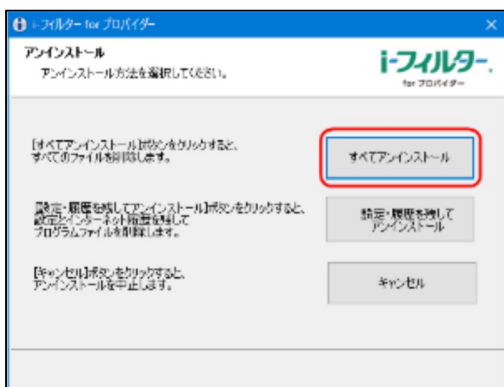 i-フィルター for プロバイダー
アンインストール
アンインストール方法を選択してください。
i-フィルター.
for プロバイダー
[すべてアンインストール]ボタンをクリックすると、
すべてのファイルを削除します。
すべてアンインストール
[設定・履歴を残してアンインストール]ボタンをクリックすると、
設定とインターネット履歴を残して
プログラムファイルを削除します。
設定・履歴を残して
アンインストール
[キャンセル]ボタンをクリックすると、
アンインストールを中止します。
キャンセル